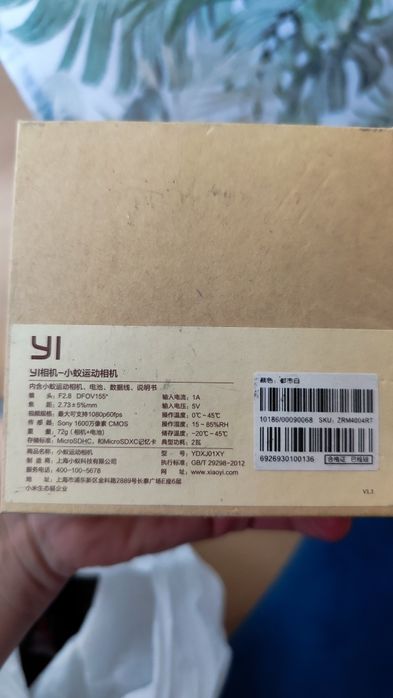 YI
YI相机-小蚁运动相机
内含小蚁运动相机、电池、数据线、说明书
镜 头: F2.8 DFOV155° 输入电流: 1A
焦 距: 2.73±5%mm 输入电压: 5V
视频规格: 最大可支持1080p60fps 操作温度: 0℃~45℃
传 感 器: Sony 1600万像素 CMOS 操作湿度: 15~85%RH
重 量: 72g (相机+电池) 储存温度: -20℃~45℃
存储标准: MicroSDHC, 和MicroSDXC记忆卡 典型功耗: 2瓦
商品名称: 小蚁运动相机 型 号: YDXJ01XY
制 造 商: 上海小蚁科技有限公司 执行标准: GB/T 29298-2012
服务电话: 400-100-5678 网 址: www.xiaoyi.com
地 址: 上海市浦东新区金科路2889号长泰广场E座6层
小米生态链企业
颜色: 都市白
10186/00090068 SKU: ZRM4004RT
6926930100136 合格证 已检验
V1.1